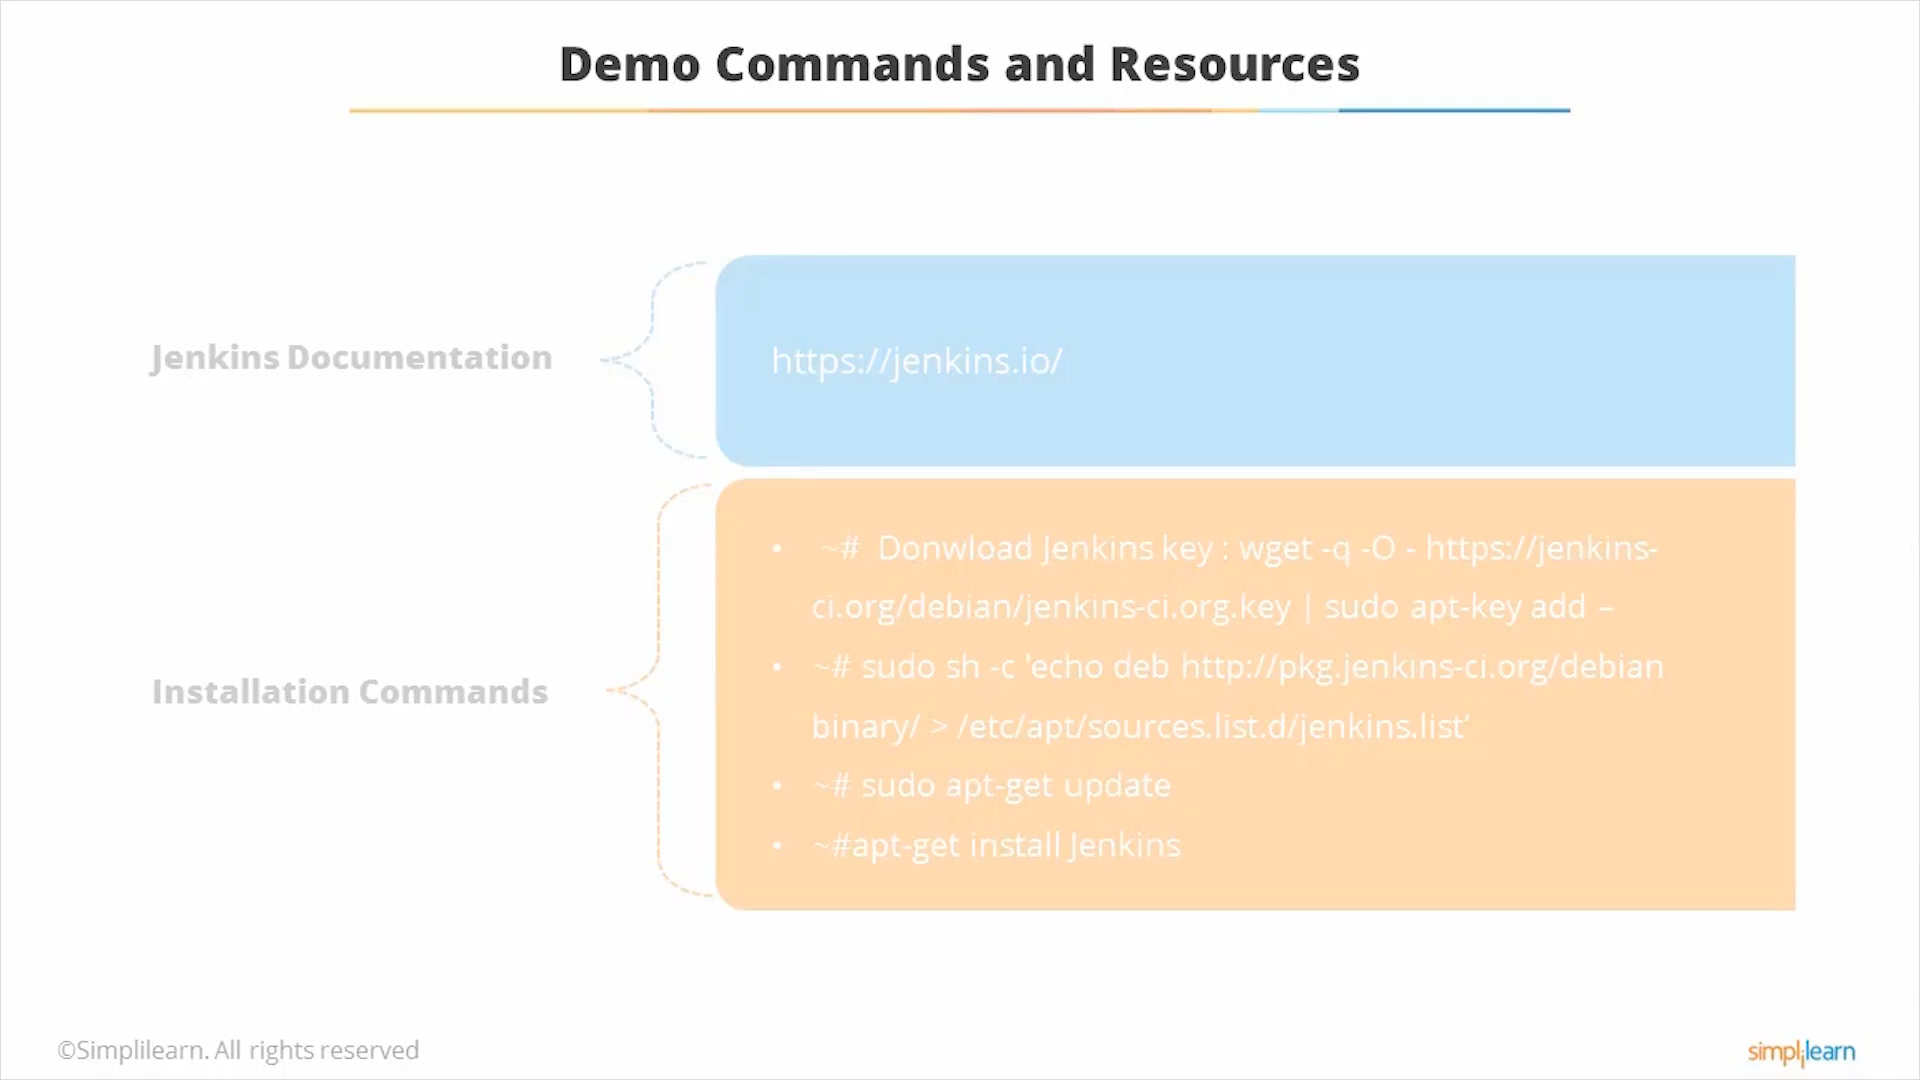 Demo Commands and Resources
Jenkins Documentation
https://jenkins.io/
Installation Commands
• ~# Donwload Jenkins key : wget -q -O - https://jenkins-
ci.org/debian/jenkins-ci.org.key | sudo apt-key add –
• ~# sudo sh -c 'echo deb http://pkg.jenkins-ci.org/debian
binary/ > /etc/apt/sources.list.d/jenkins.list’
• ~# sudo apt-get update
• ~#apt-get install Jenkins
©Simplilearn. All rights reserved
simplilearn